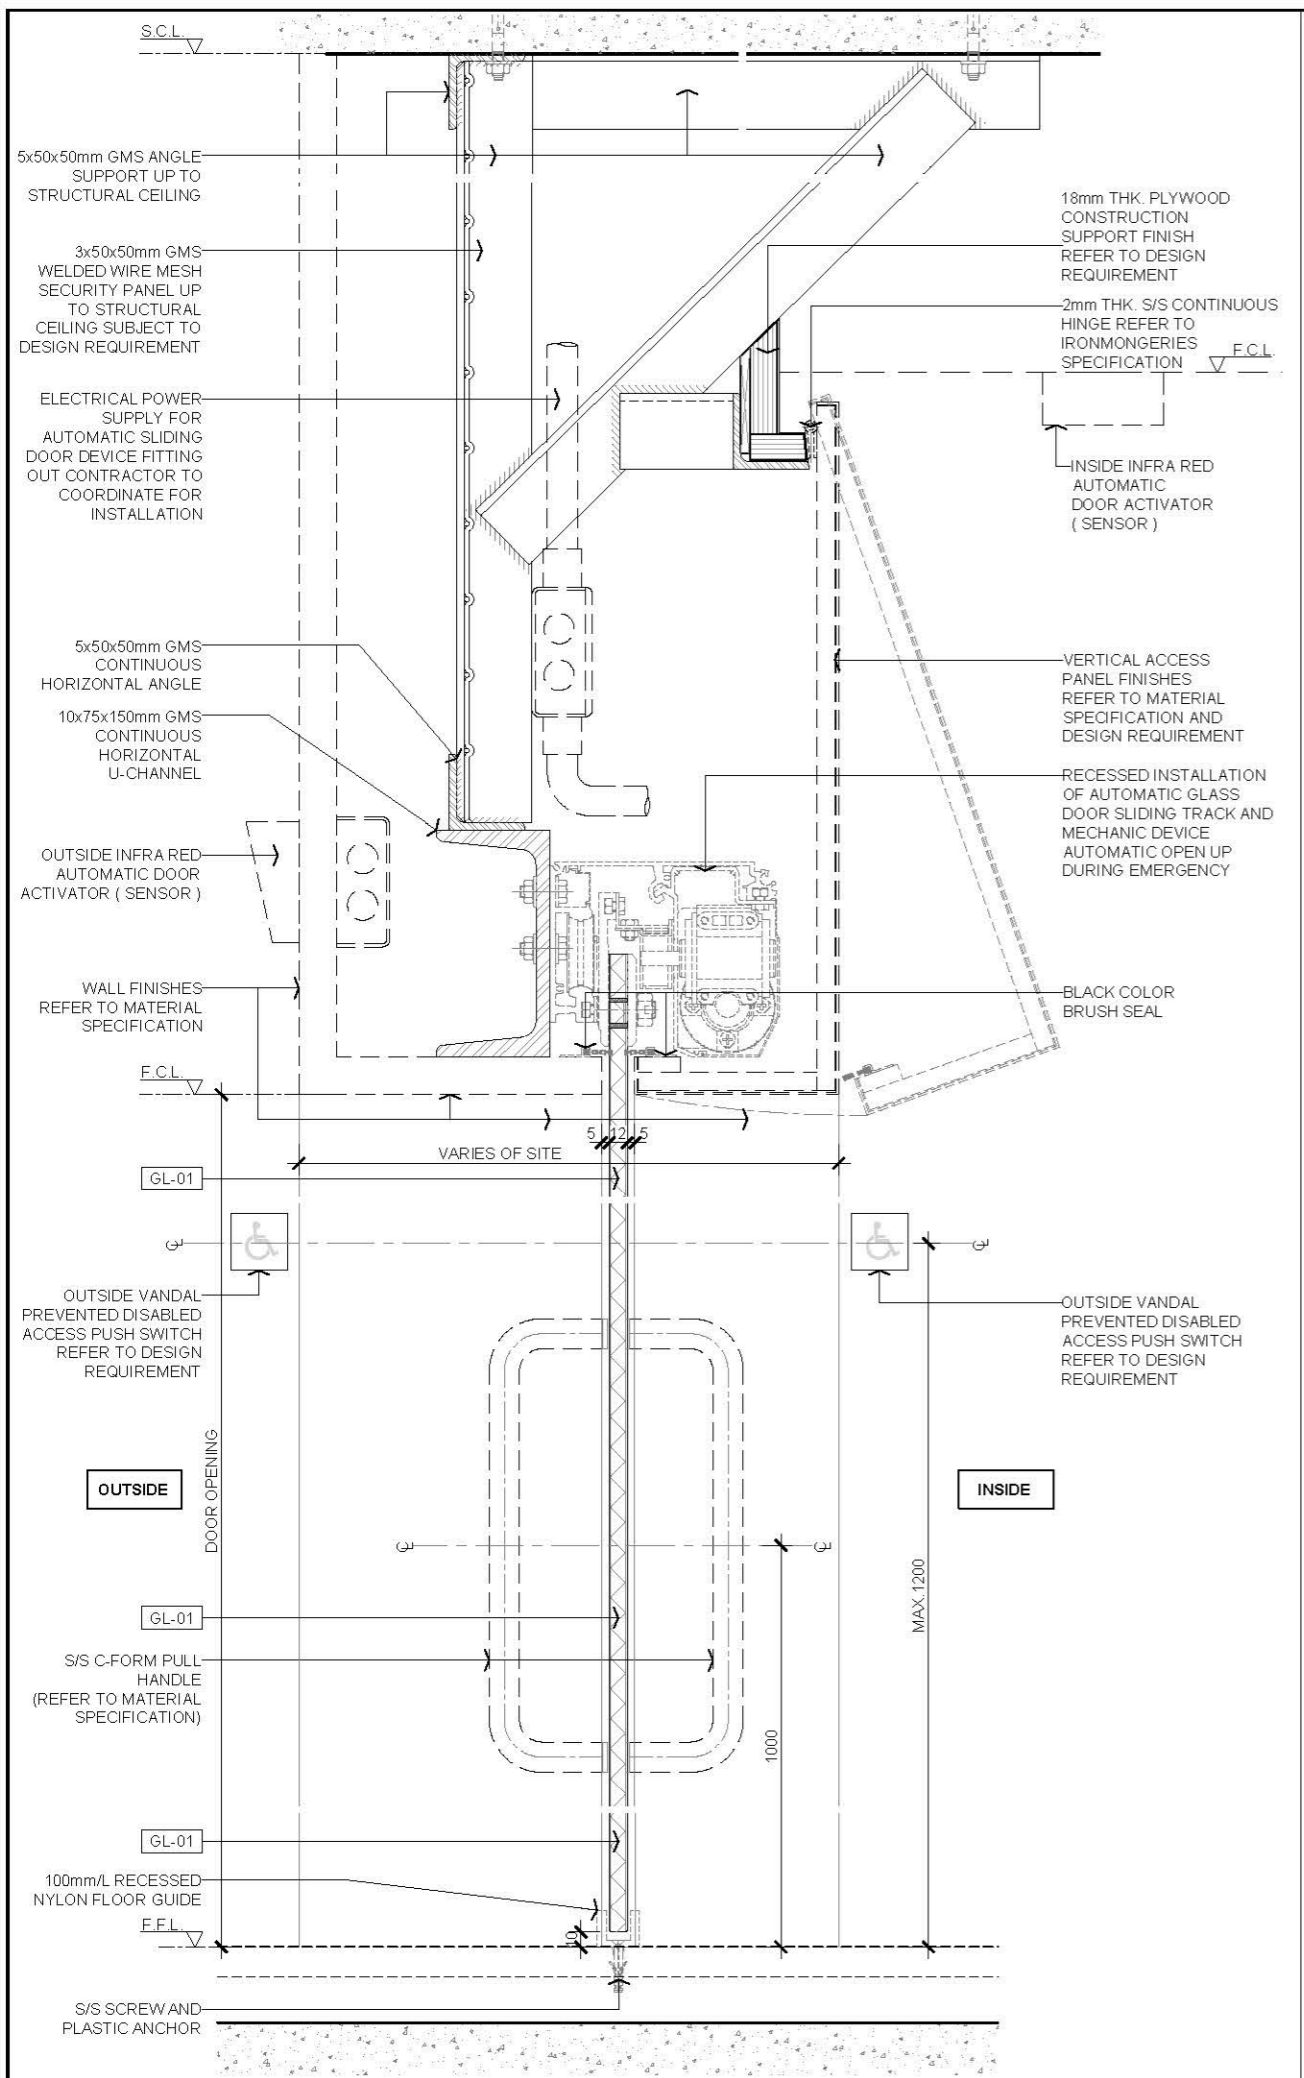 S.C.L.
5x50x50mm GMS ANGLE
SUPPORT UP TO
STRUCTURAL CEILING
3x50x50mm GMS
WELDED WIRE MESH
SECURITY PANEL UP
TO STRUCTURAL
CEILING SUBJECT TO
DESIGN REQUIREMENT
ELECTRICAL POWER
SUPPLY FOR
AUTOMATIC SLIDING
DOOR DEVICE FITTING
OUT CONTRACTOR TO
COORDINATE FOR
INSTALLATION
5x50x50mm GMS
CONTINUOUS
HORIZONTAL ANGLE
10x75x150mm GMS
CONTINUOUS
HORIZONTAL
U-CHANNEL
OUTSIDE INFRA RED
AUTOMATIC DOOR
ACTIVATOR ( SENSOR )
WALL FINISHES
REFER TO MATERIAL
SPECIFICATION
F.C.L.
18mm THK. PLYWOOD
CONSTRUCTION
SUPPORT FINISH
REFER TO DESIGN
REQUIREMENT
2mm THK. S/S CONTINUOUS
HINGE REFER TO
IRONMONGERIES
SPECIFICATION
F.C.L.
INSIDE INFRA RED
AUTOMATIC
DOOR ACTIVATOR
( SENSOR )
VERTICAL ACCESS
PANEL FINISHES
REFER TO MATERIAL
SPECIFICATION AND
DESIGN REQUIREMENT
RECESSED INSTALLATION
OF AUTOMATIC GLASS
DOOR SLIDING TRACK AND
MECHANIC DEVICE
AUTOMATIC OPEN UP
DURING EMERGENCY
BLACK COLOR
BRUSH SEAL
5 12 5
VARIES OF SITE
GL-01
OUTSIDE VANDAL
PREVENTED DISABLED
ACCESS PUSH SWITCH
REFER TO DESIGN
REQUIREMENT
OUTSIDE VANDAL
PREVENTED DISABLED
ACCESS PUSH SWITCH
REFER TO DESIGN
REQUIREMENT
OUTSIDE
DOOR OPENING
INSIDE
MAX.1200
GL-01
S/S C-FORM PULL
HANDLE
(REFER TO MATERIAL
SPECIFICATION)
1000
GL-01
100mm/L RECESSED
NYLON FLOOR GUIDE
F.F.L.
10
S/S SCREW AND
PLASTIC ANCHOR